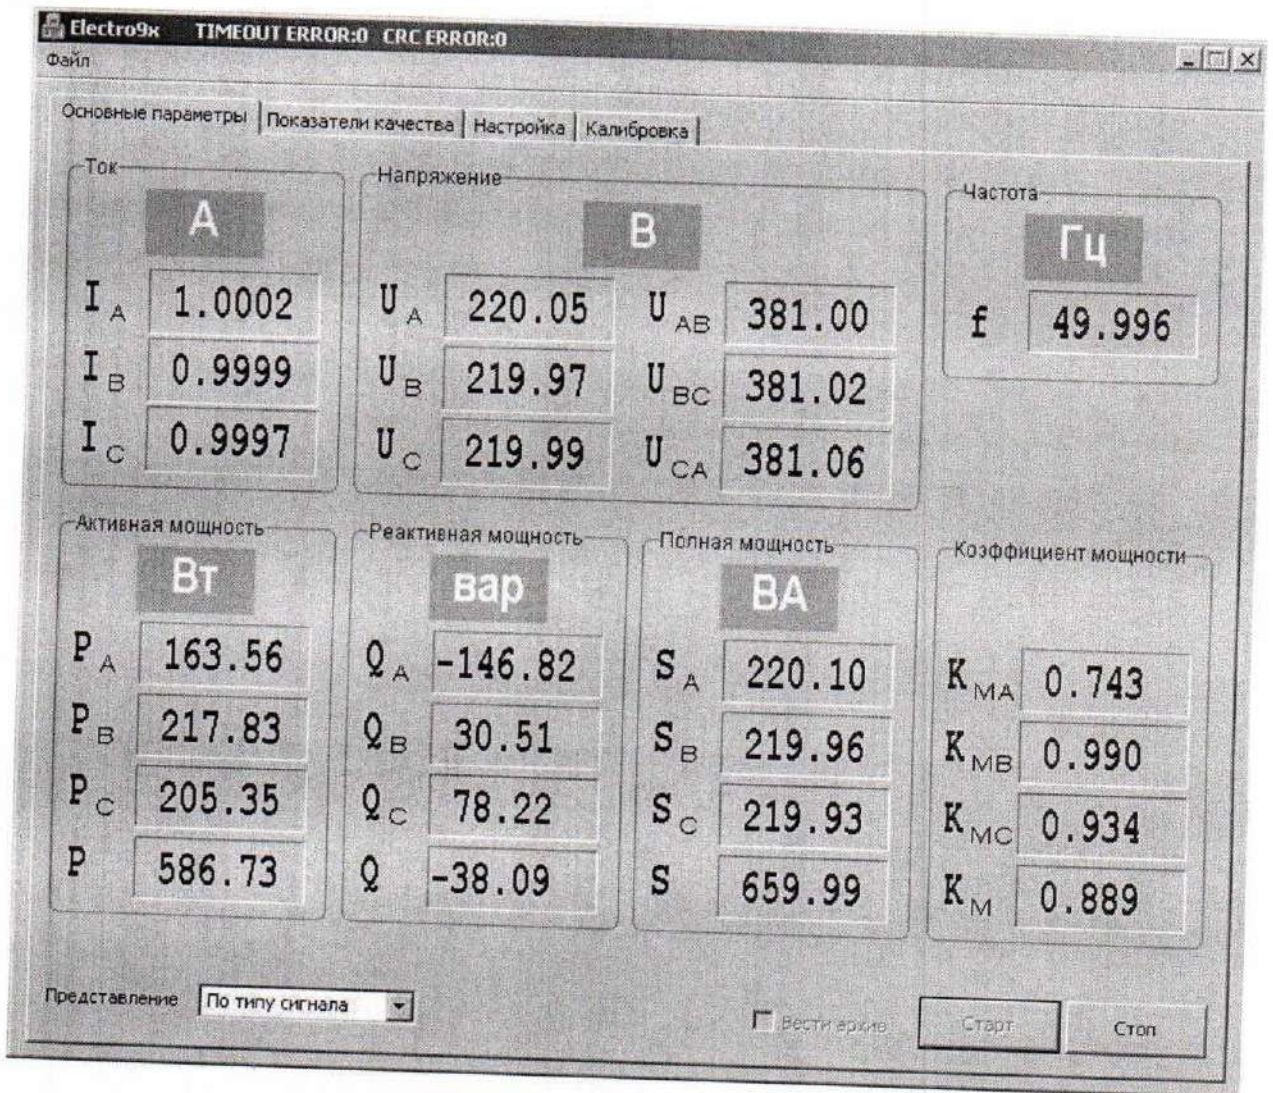 Electro9x TIMEOUT ERROR:0 CRC ERROR:0
Файл
Основные параметры Показатели качества Настройка Калибровка
Ток
А
I A 1.0002
I B 0.9999
I C 0.9997
Напряжение
В
U A 220.05 U AB 381.00
U B 219.97 U BC 381.02
U C 219.99 U CA 381.06
Частота
Гц
f 49.996
Активная мощность
Вт
P A 163.56
P B 217.83
P C 205.35
P 586.73
Реактивная мощность
вар
Q A -146.82
Q B 30.51
Q C 78.22
Q -38.09
Полная мощность
ВА
S A 220.10
S B 219.96
S C 219.93
S 659.99
Коэффициент мощности
K MA 0.743
K MB 0.990
K MC 0.934
K M 0.889
Представление По типу сигнала
Вести архив Старт Стоп